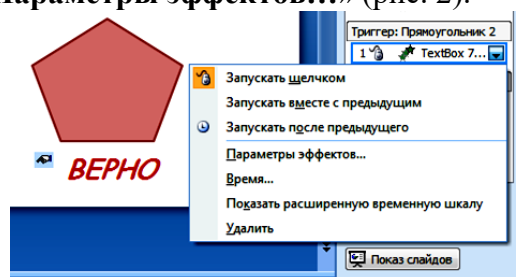 Параметры эффектов…» (рис. 2).
Триггер: Прямоугольник 2
1 TextBox 7...
Запускать щелчком
Запускать вместе с предыдущим
Запускать после предыдущего
Параметры эффектов...
Время...
Показать расширенную временную шкалу
Удалить
ВЕРНО
Показ слайдов